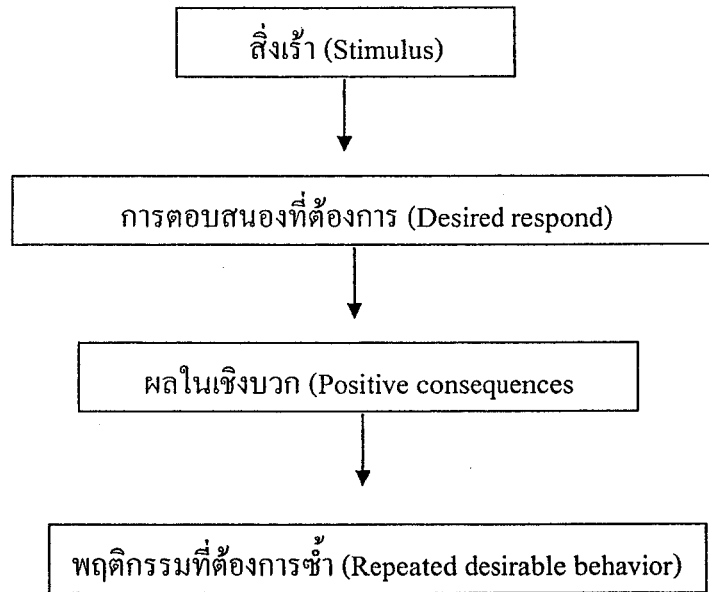 สิ่งเร้า (Stimulus)
การตอบสนองที่ต้องการ (Desired respond)
ผลในเชิงบวก (Positive consequences
พฤติกรรมที่ต้องการซ้ำ (Repeated desirable behavior)